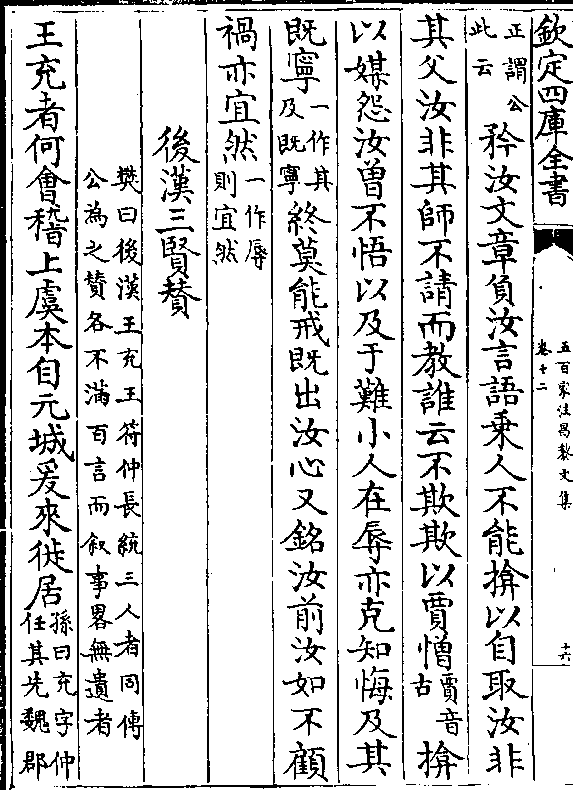 欽定四庫全書
五百家注昌黎文集
卷十二
十六
正謂公此云矜汝文章負汝言語乗人不能揜以自取汝非
其父汝非其師不請而教誰云不欺欺以賈憎賈音古揜
以媒怨汝曽不悟以及于難小人在辱亦克知悔及其
既寧一作其及既寧終莫能戒既出汝心又銘汝前汝如不顧
禍亦宜然一作辱則宜然
後漢三賢賛
樊曰後漢王充王符仲長統三人者同傳
公為之賛各不滿百言而叙事畧無遺者
王充者何會稽上虞本自元城爰來徙居孫曰充字仲任其先魏郡